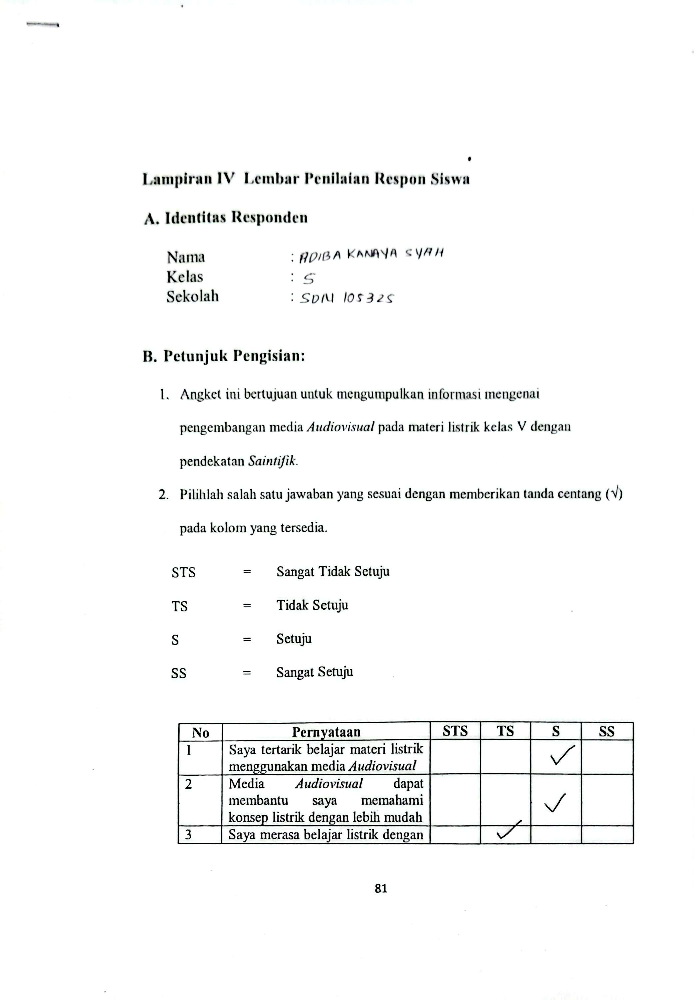 Lampiran IV Lembar Penilaian Respon Siswa
A. Identitas Responden
Nama : ADIBA KANAYA SYAH
Kelas : 5
Sekolah : SDN 105325
B. Petunjuk Pengisian:
1. Angket ini bertujuan untuk mengumpulkan informasi mengenai
pengembangan media Audiovisual pada materi listrik kelas V dengan
pendekatan Saintifik.
2. Pilihlah salah satu jawaban yang sesuai dengan memberikan tanda centang (√)
pada kolom yang tersedia.
STS = Sangat Tidak Setuju
TS = Tidak Setuju
S = Setuju
SS = Sangat Setuju
No Pernyataan STS TS S SS
1 Saya tertarik belajar materi listrik ✓
menggunakan media Audiovisual
2 Media Audiovisual dapat
membantu saya memahami ✓
konsep listrik dengan lebih mudah
3 Saya merasa belajar listrik dengan ✓
81